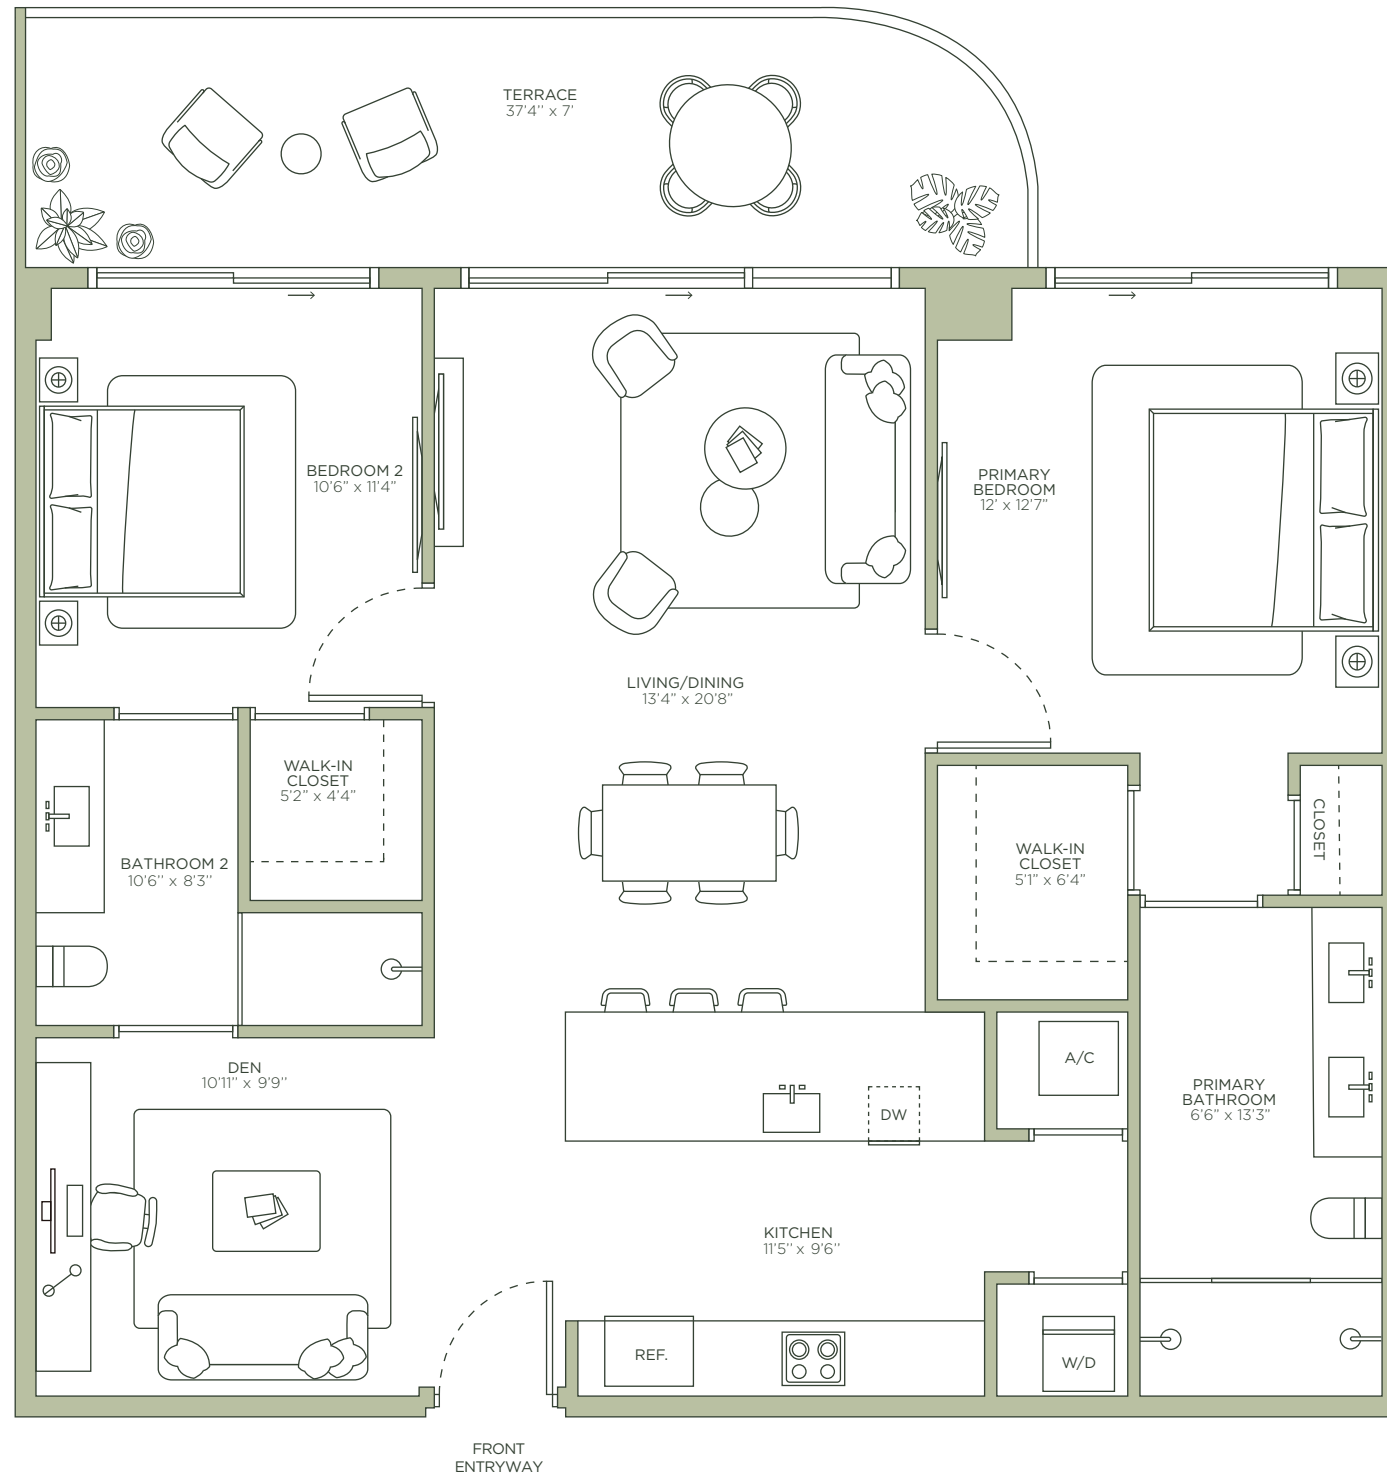 TERRACE
37'4'' x 7'
BEDROOM 2
10'6” x 11'4”
PRIMARY
BEDROOM
12' x 12'7”
LIVING/DINING
13'4” x 20'8”
WALK-IN
CLOSET
5'2” x 4'4”
CLOSET
BATHROOM 2
10'6” x 8'3”
WALK-IN
CLOSET
5'1” x 6'4”
DEN
10'11'' x 9'9''
A/C
DW
PRIMARY
BATHROOM
6'6” x 13'3”
KITCHEN
11'5'' x 9'6''
REF.
W/D
FRONT
ENTRYWAY